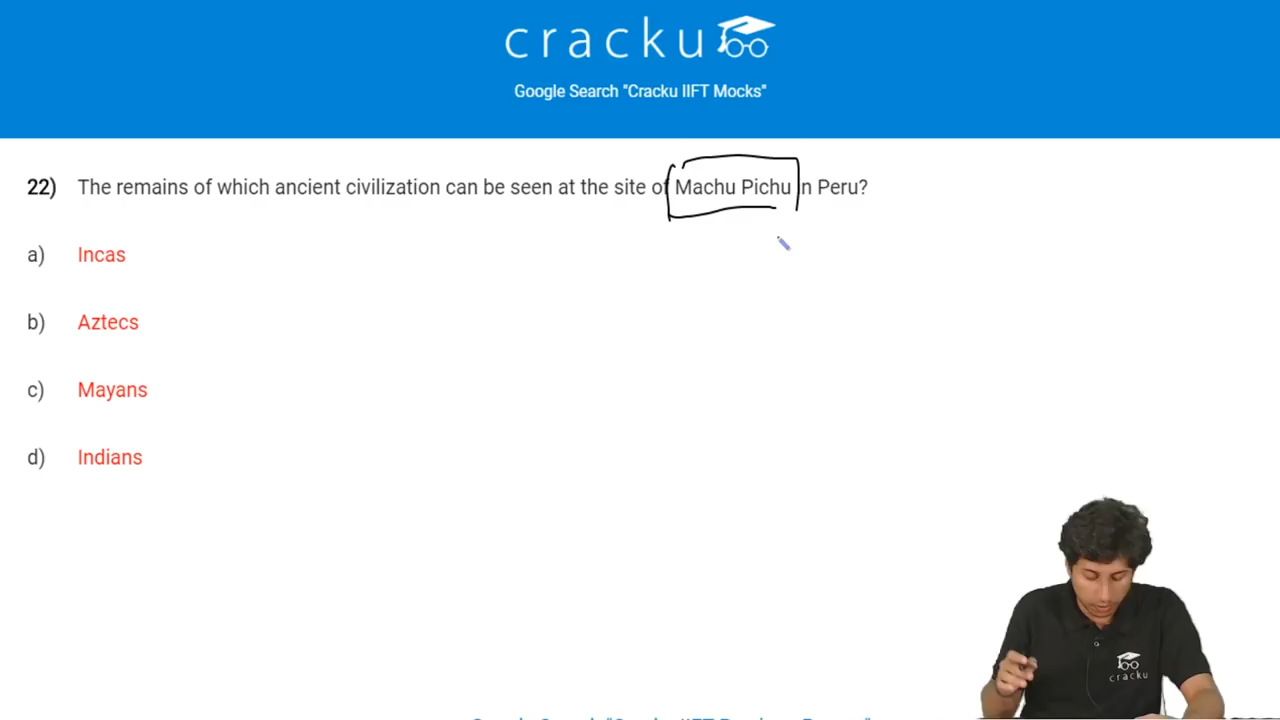 cracku
Google Search "Cracku IIFT Mocks"
22) The remains of which ancient civilization can be seen at the site of Machu Pichu in Peru?
a) Incas
b) Aztecs
c) Mayans
d) Indians
cracku